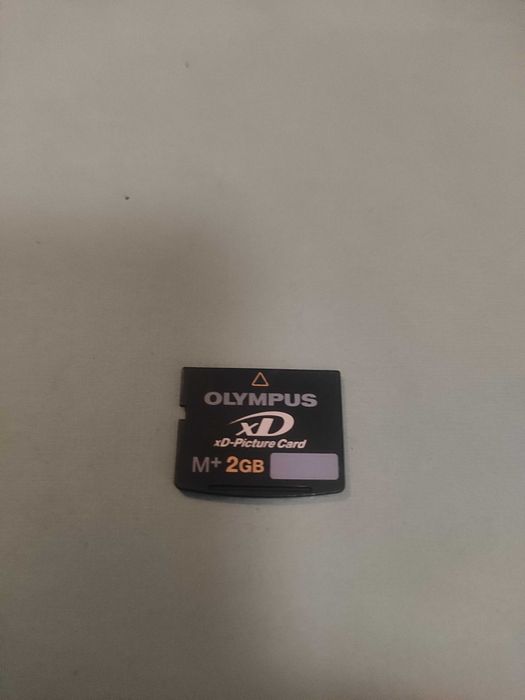 OLYMPUS
xD
xD-Picture Card
M+ 2GB